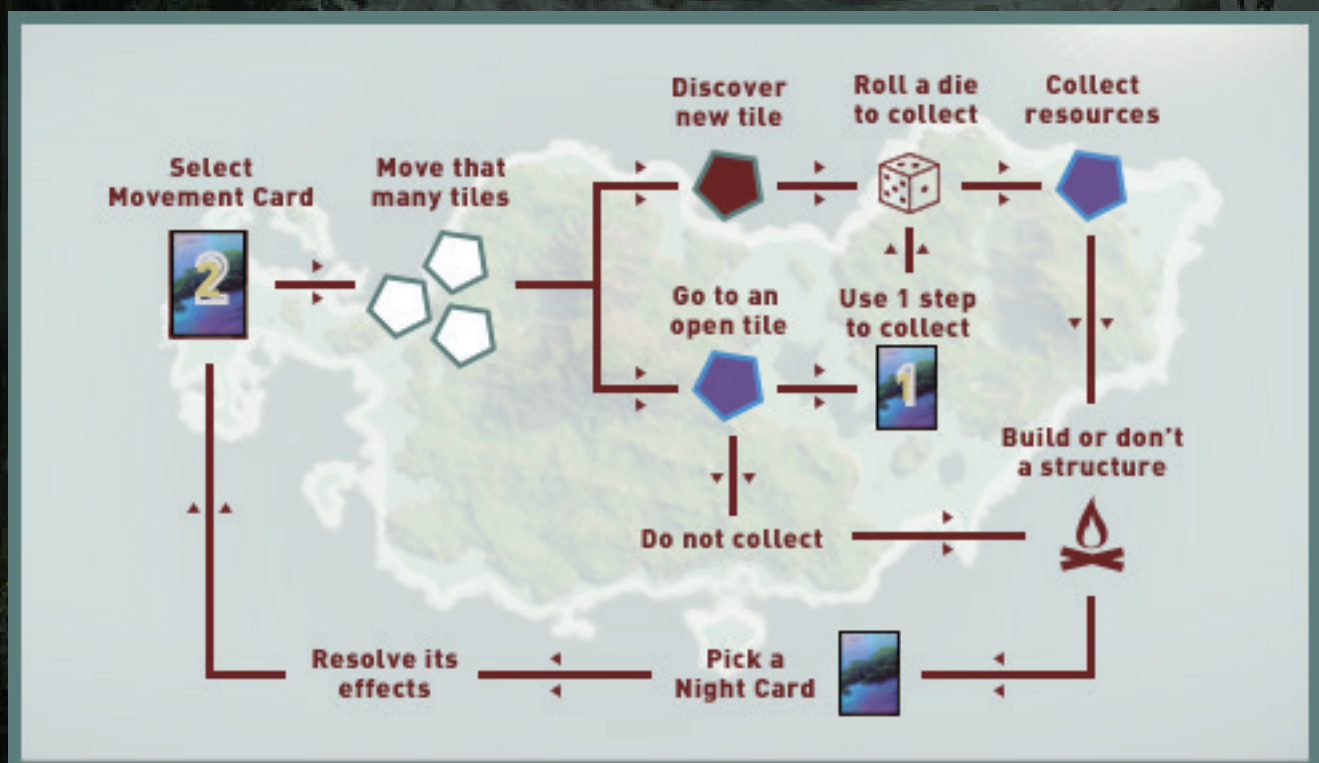 Select
Movement Card
2
Move that
many tiles
Discover
new tile
Roll a die
to collect
Collect
resources
Go to an
open tile
Use 1 step
to collect
1
Do not collect
Build or don't
a structure
Pick a
Night Card
Resolve its
effects